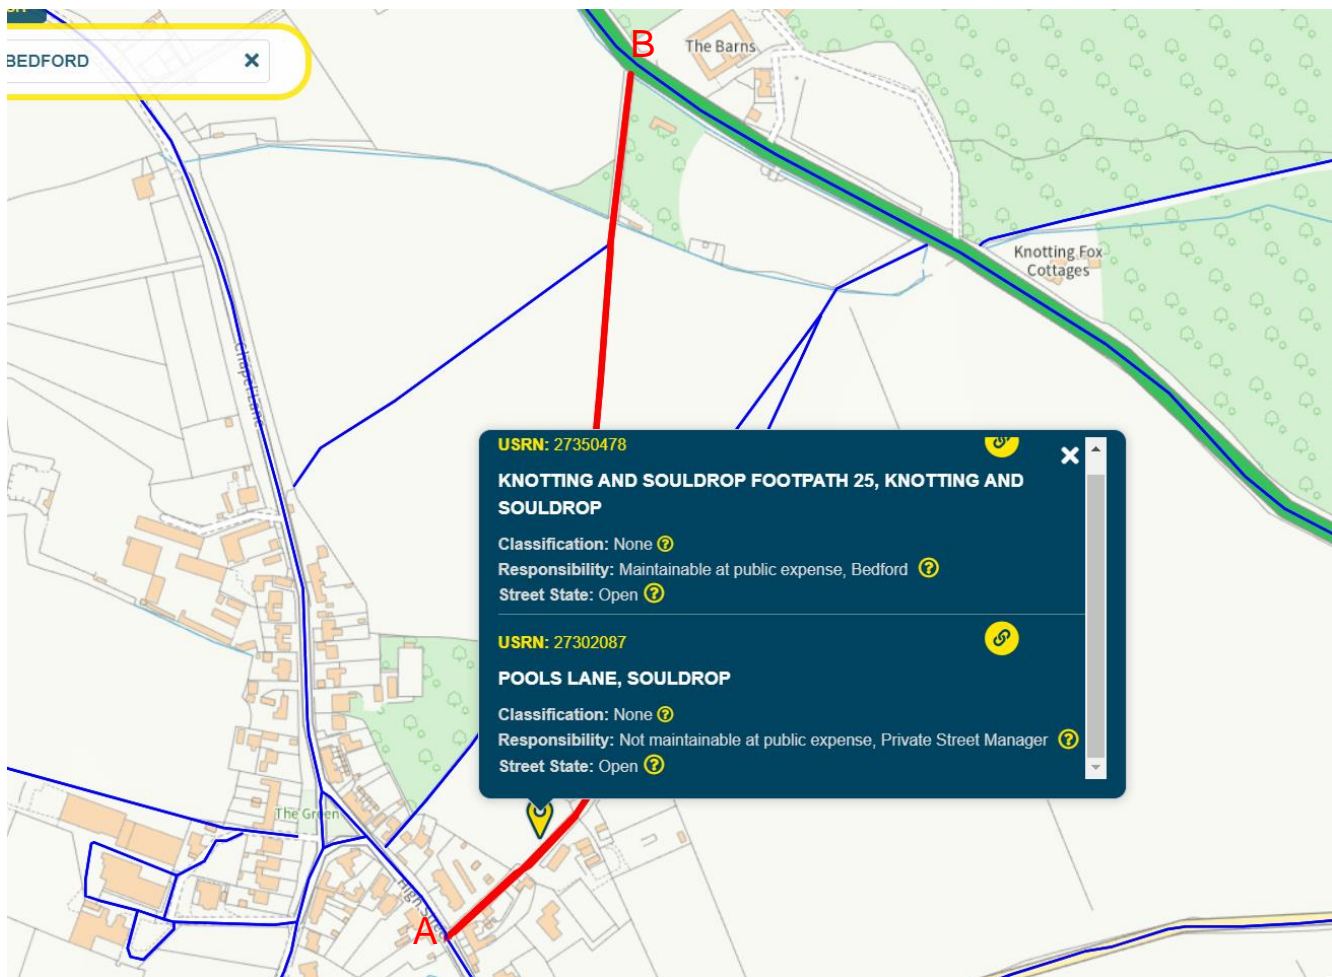 BEDFORD
B
The Barns
Knotting Fox
Cottages
Chapel Lane
USRN: 27350478
KNOTTING AND SOULDROP FOOTPATH 25, KNOTTING AND
SOULDROP
Classification: None ?
Responsibility: Maintainable at public expense, Bedford ?
Street State: Open ?
USRN: 27302087
POOLS LANE, SOULDROP
Classification: None ?
Responsibility: Not maintainable at public expense, Private Street Manager ?
Street State: Open ?
The Green
A